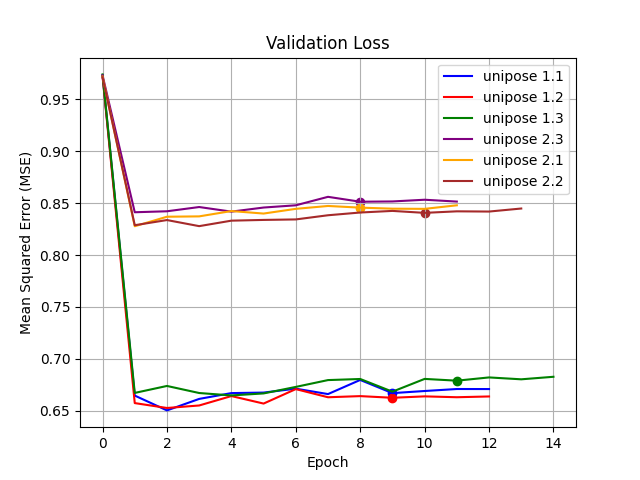 Validation Loss
unipose 1.1
unipose 1.2
unipose 1.3
unipose 2.3
unipose 2.1
unipose 2.2
Mean Squared Error (MSE)
0.95
0.90
0.85
0.80
0.75
0.70
0.65
0 2 4 6 8 10 12 14
Epoch